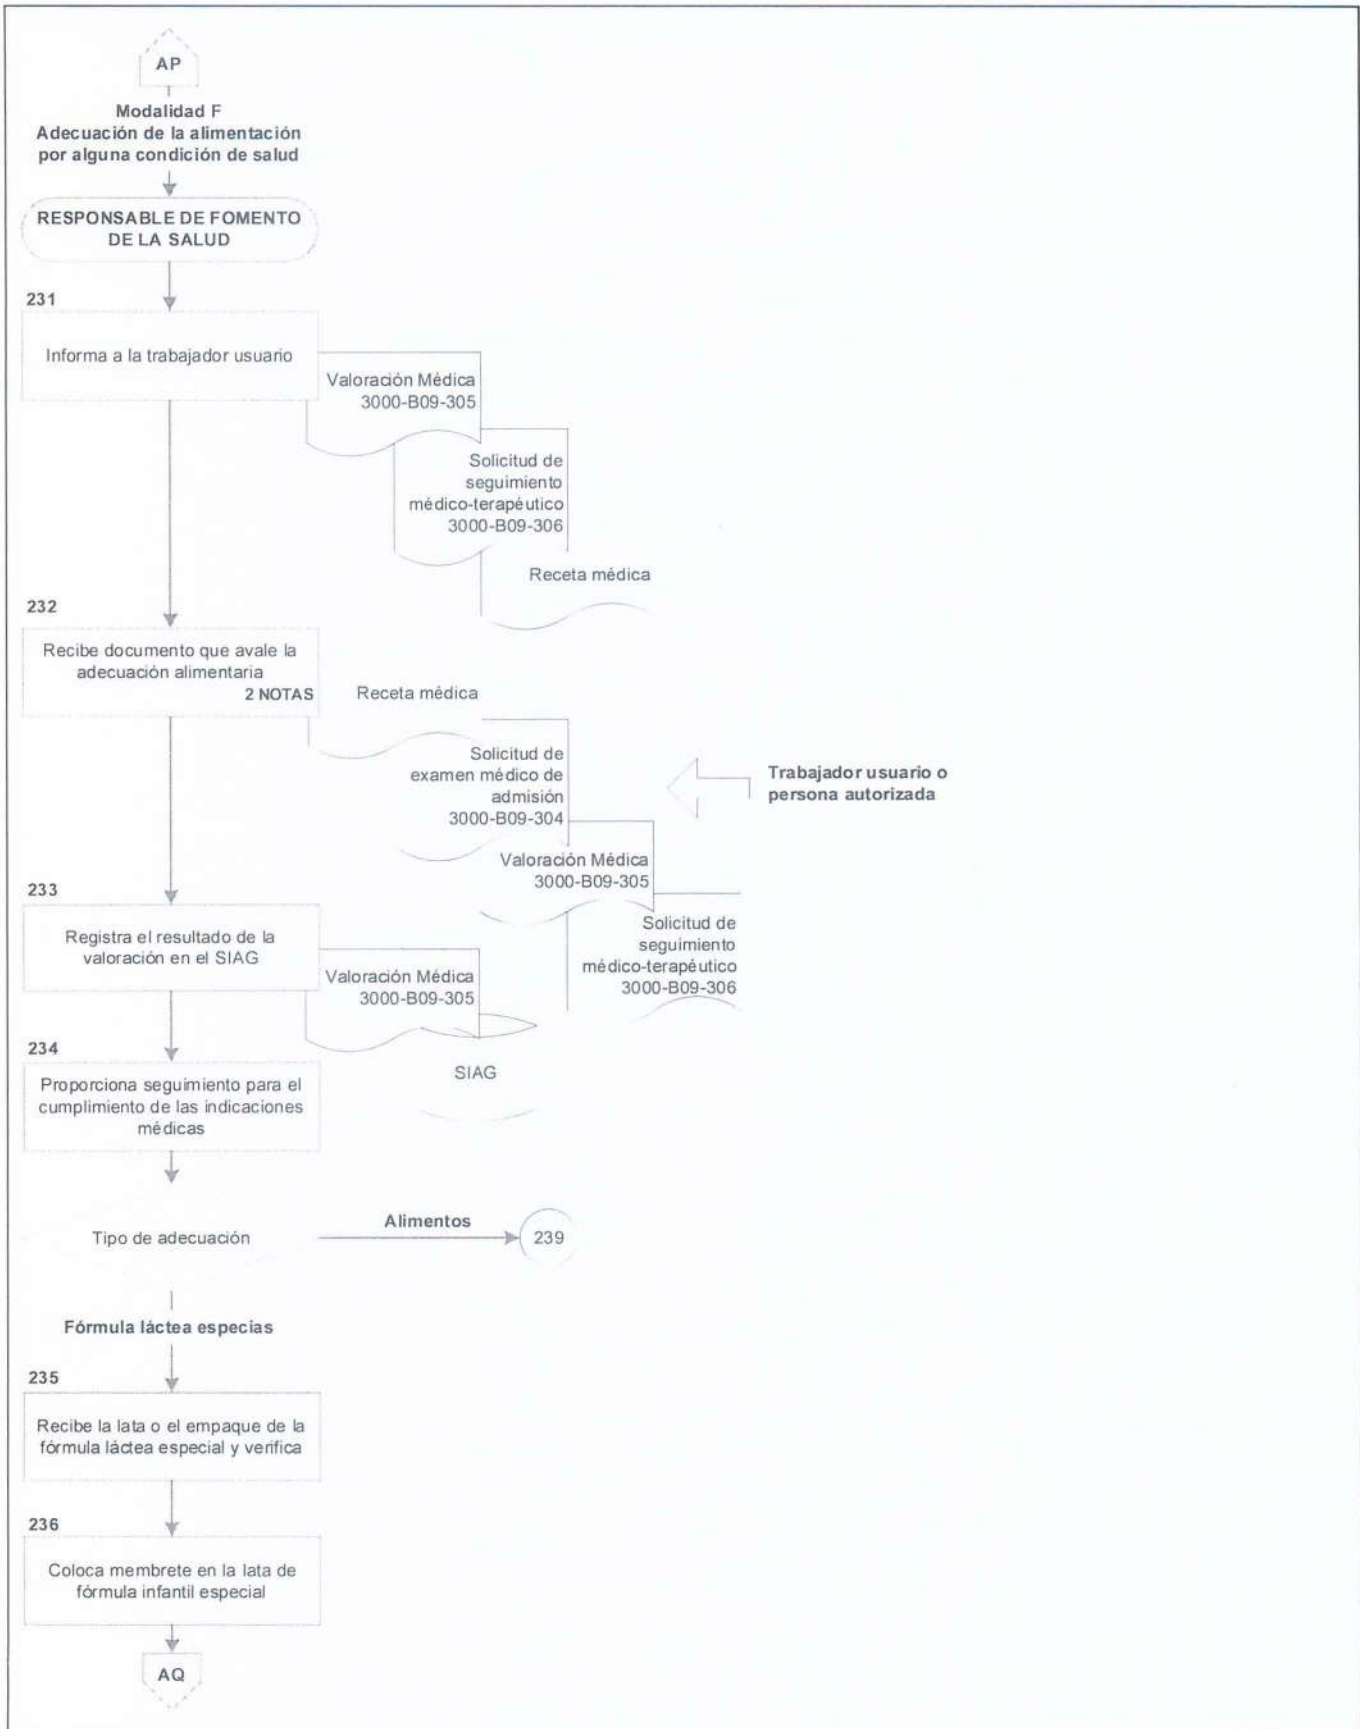 AP
Modalidad F
Adecuación de la alimentación
por alguna condición de salud
RESPONSABLE DE FOMENTO
DE LA SALUD
231
Informa a la trabajador usuario
Valoración Médica
3000-B09-305
Solicitud de
seguimiento
médico-terapéutico
3000-B09-306
Receta médica
232
Recibe documento que avale la
adecuación alimentaria
2 NOTAS
Receta médica
Solicitud de
examen médico de
admisión
3000-B09-304
Trabajador usuario o
persona autorizada
Valoración Médica
3000-B09-305
Solicitud de
seguimiento
médico-terapéutico
3000-B09-306
233
Registra el resultado de la
valoración en el SIAG
Valoración Médica
3000-B09-305
SIAG
234
Proporciona seguimiento para el
cumplimiento de las indicaciones
médicas
Tipo de adecuación
Alimentos
239
Fórmula láctea especias
235
Recibe la lata o el empaque de la
fórmula láctea especial y verifica
236
Coloca membrete en la lata de
fórmula infantil especial
AQ